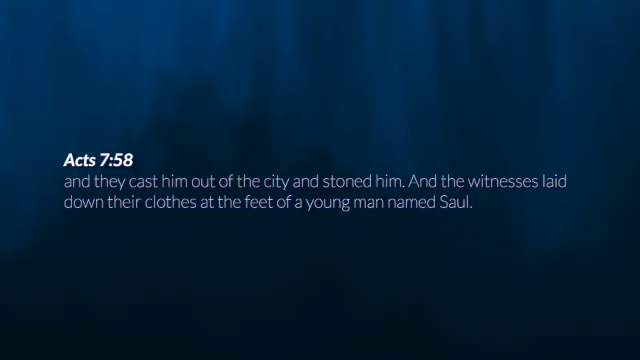 Acts 7:58
and they cast him out of the city and stoned him. And the witnesses laid
down their clothes at the feet of a young man named Saul.